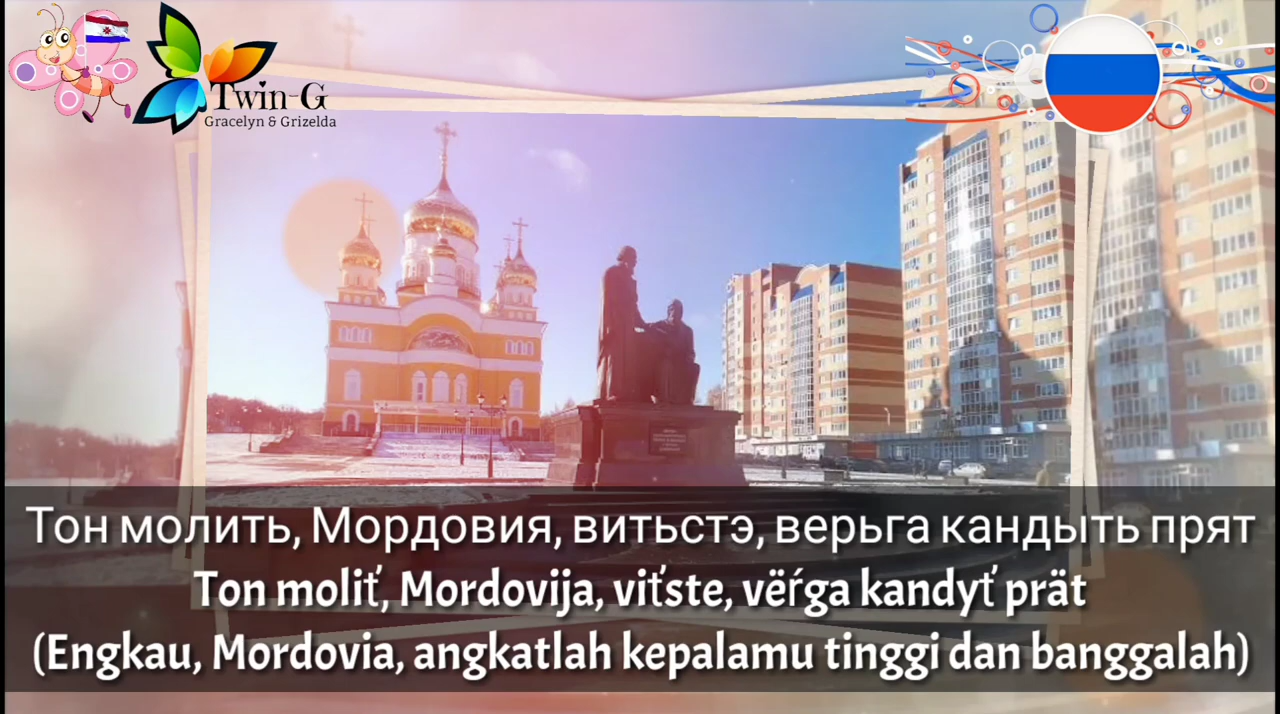 Twin-G
Gracelyn & Grizelda
Тон молить, Мордовия, витьстэ, верьга кандыть прят
Ton moliť, Mordovija, viťste, vëŕga kandyť prät
(Engkau, Mordovia, angkatlah kepalamu tinggi dan banggalah)